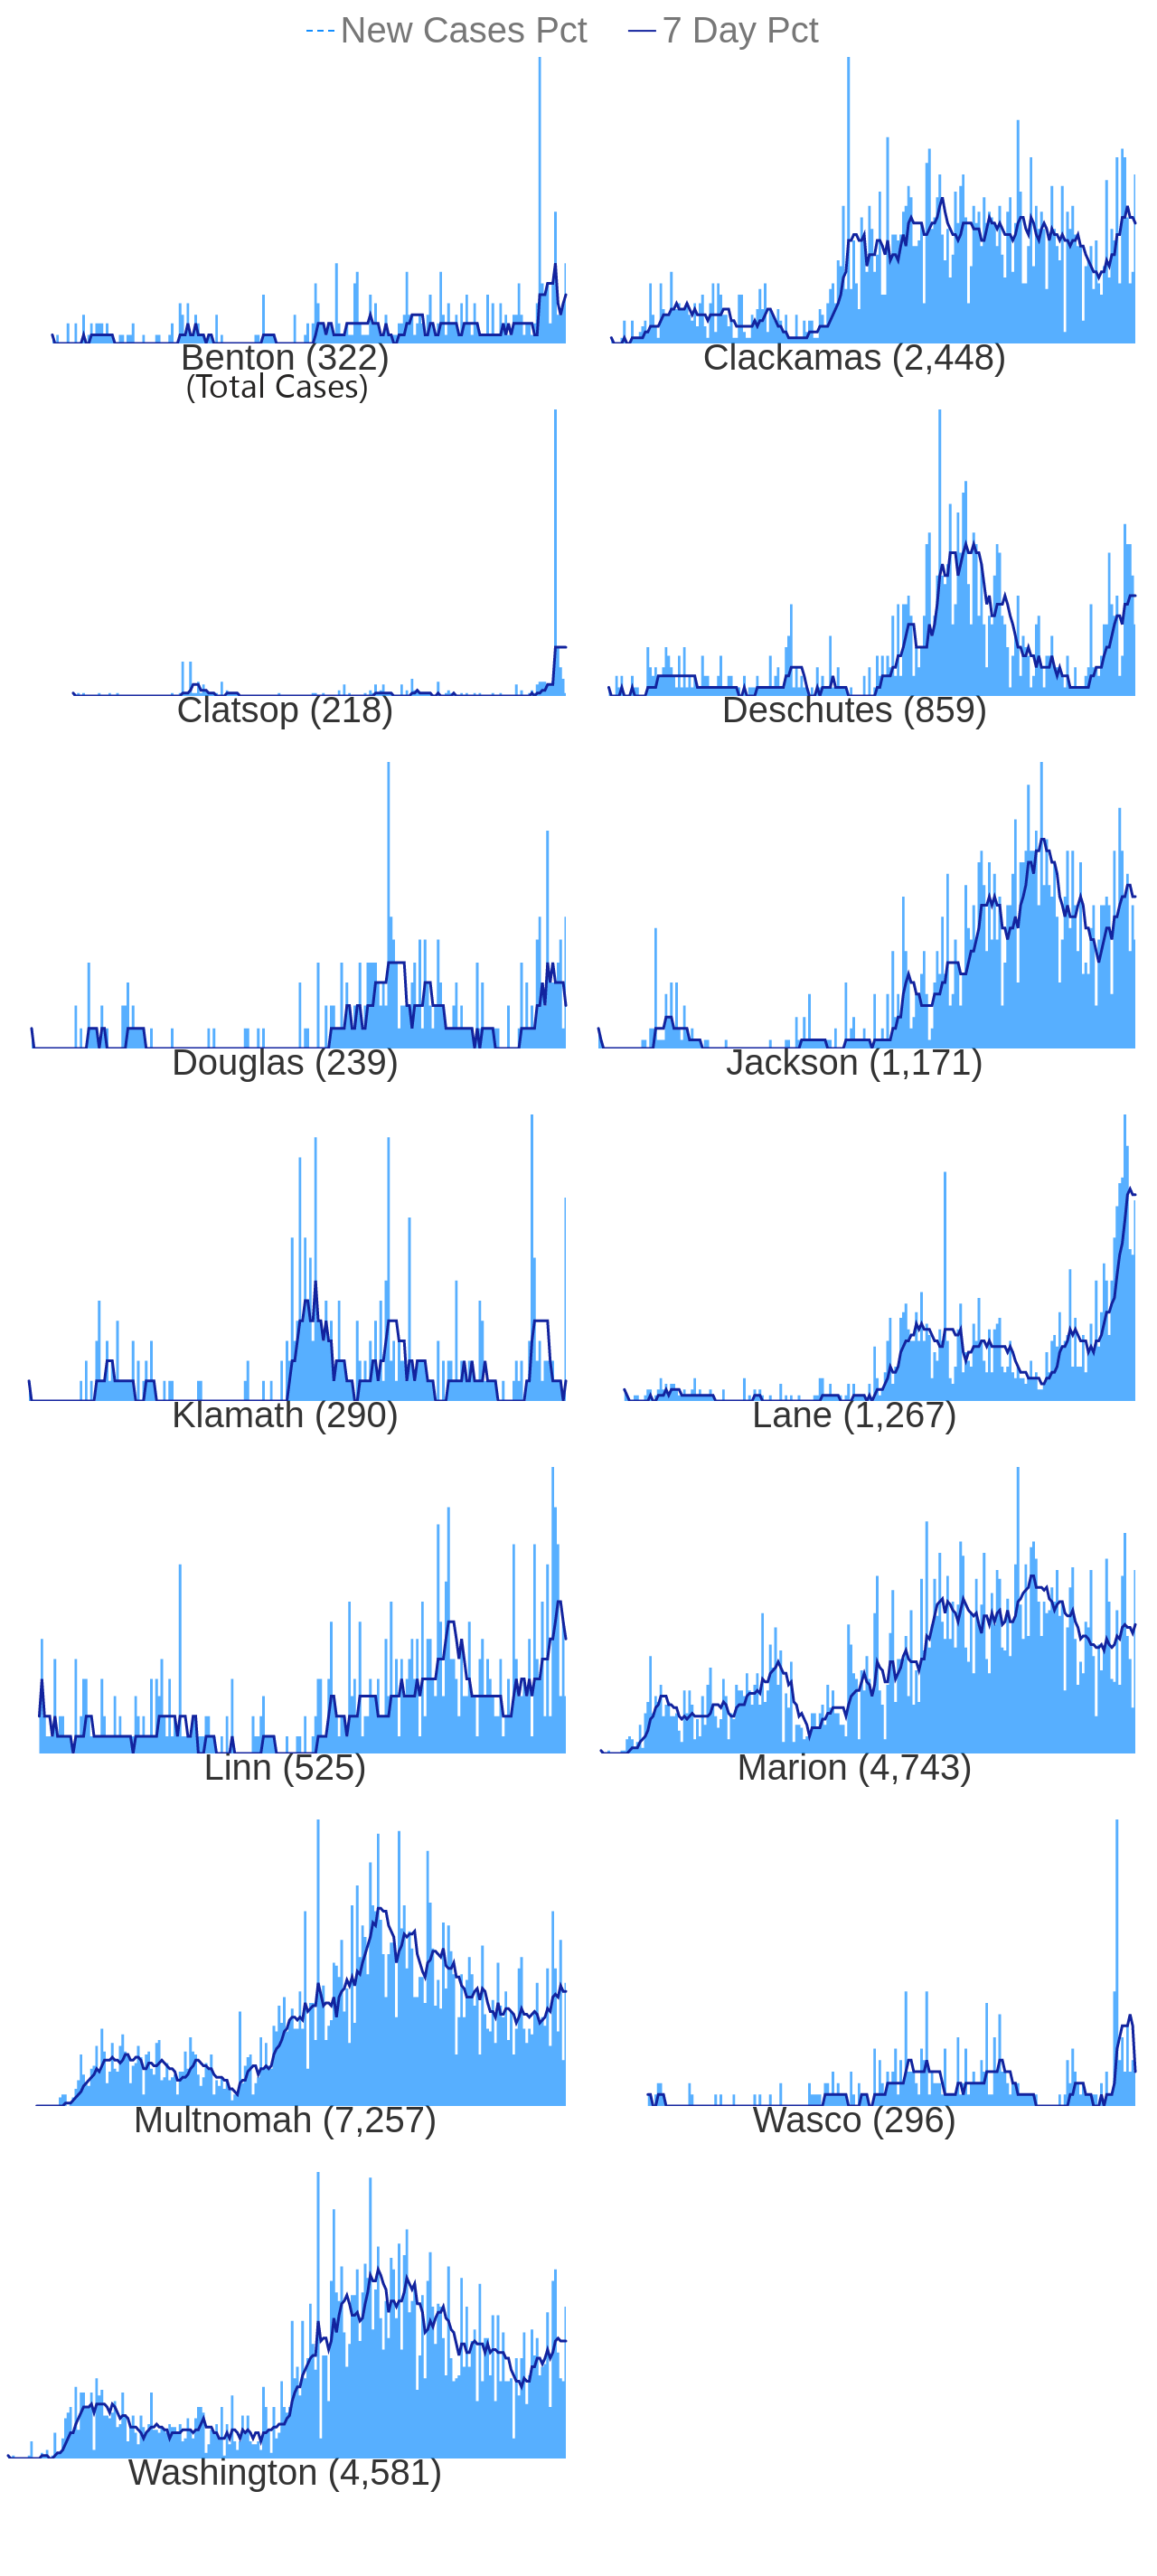 New Cases Pct 7 Day Pct
Benton (322) Clackamas (2,448)
(Total Cases)
Clatsop (218) Deschutes (859)
Douglas (239) Jackson (1,171)
Klamath (290) Lane (1,267)
Linn (525) Marion (4,743)
Multnomah (7,257) Wasco (296)
Washington (4,581)